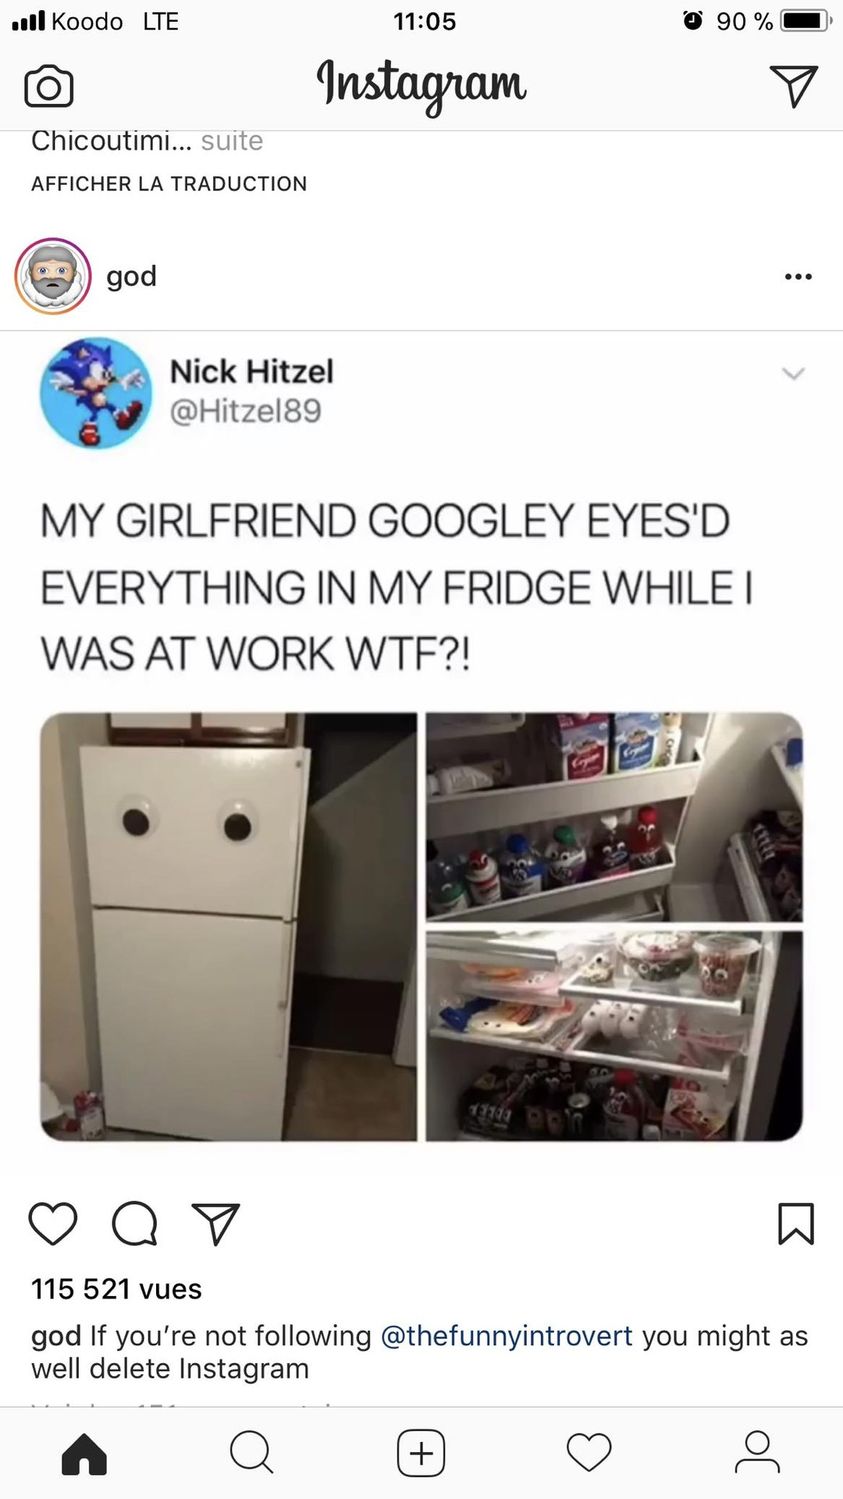 Koodo LTE 11:05 90 %
Instagram
Chicoutimi... suite
AFFICHER LA TRADUCTION
god
Nick Hitzel
@Hitzel89
MY GIRLFRIEND GOOGLEY EYES'D
EVERYTHING IN MY FRIDGE WHILE I
WAS AT WORK WTF?!
115 521 vues
god If you’re not following @thefunnyintrovert you might as
well delete Instagram